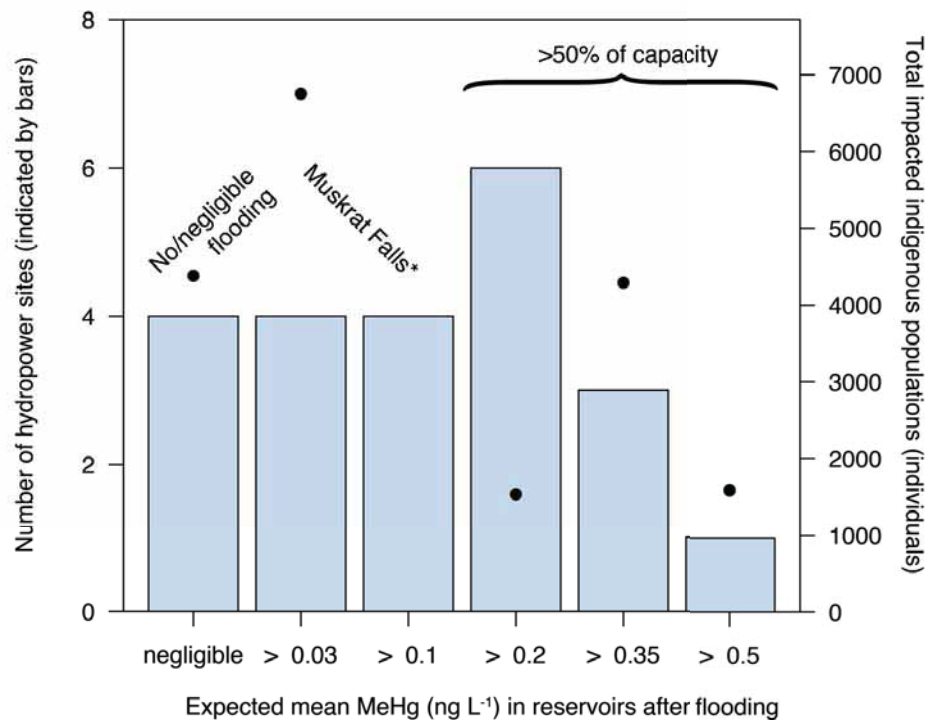 >50% of capacity
No/negligible
flooding
Muskrat Falls*
Number of hydropower sites (indicated by bars)
8
6
4
2
0
Total impacted indigenous populations (individuals)
7000
6000
5000
4000
3000
2000
1000
0
negligible > 0.03 > 0.1 > 0.2 > 0.35 > 0.5
Expected mean MeHg (ng L⁻¹) in reservoirs after flooding